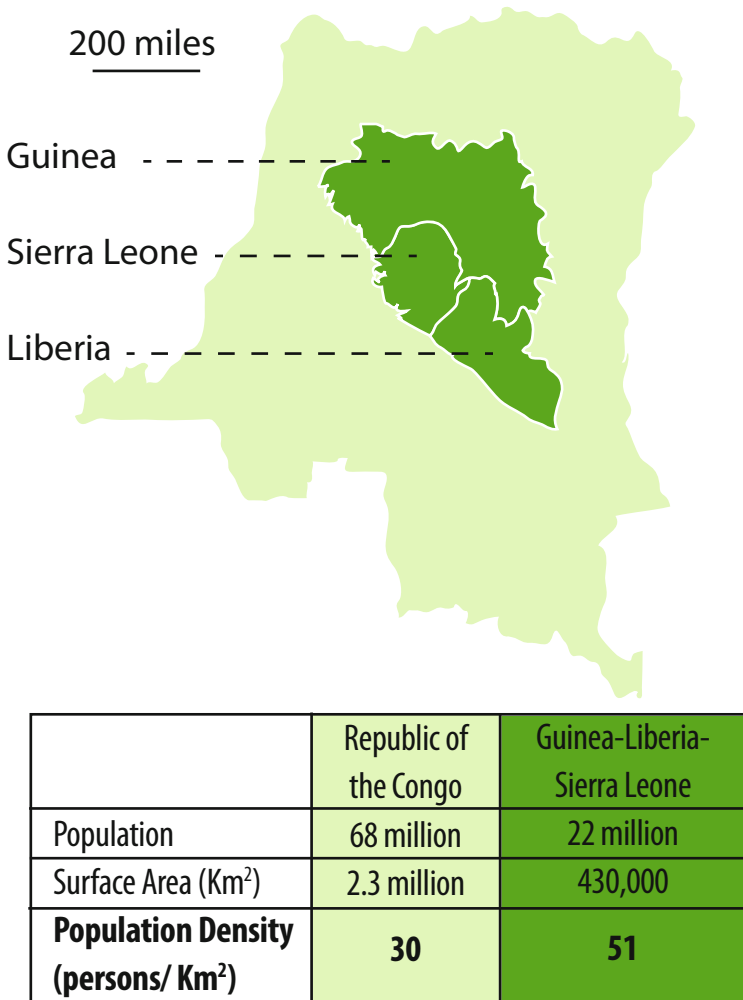 200 miles
Guinea
Sierra Leone
Liberia
Republic of
the Congo
Guinea-Liberia-
Sierra Leone
Population
68 million
22 million
Surface Area (Km²)
2.3 million
430,000
Population Density
(persons/ Km²)
30
51